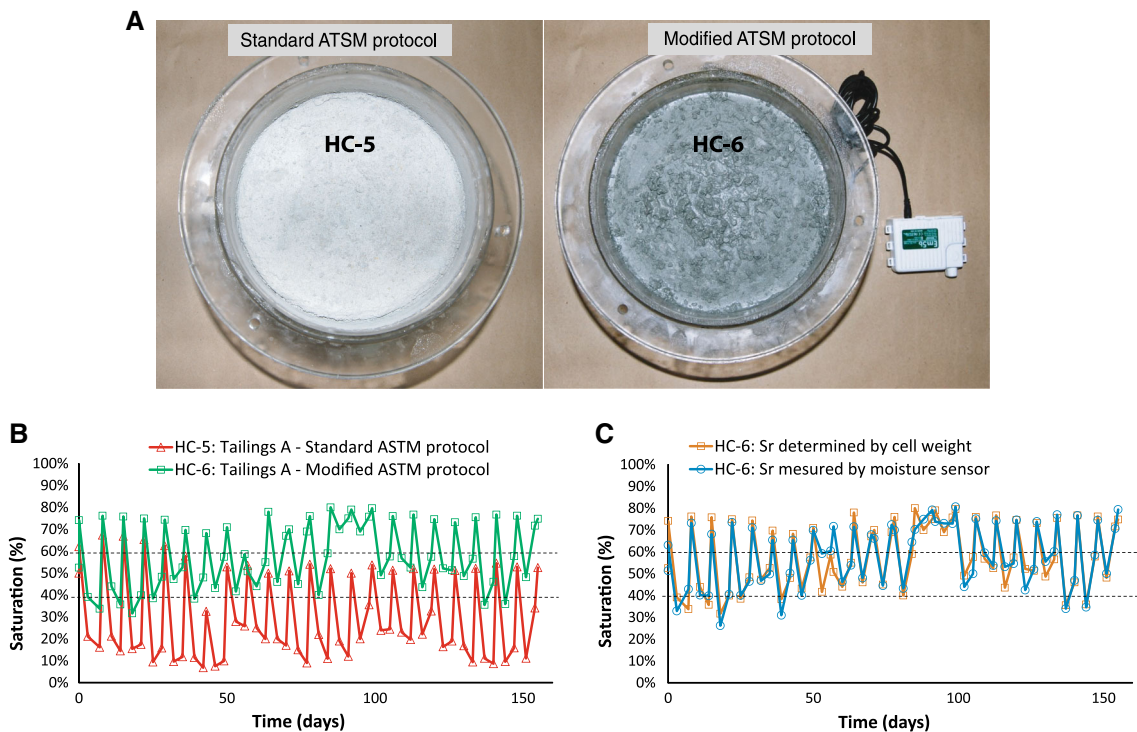 A
Standard ATSM protocol
Modified ATSM protocol
HC-5
HC-6
Em5b
B
HC-5: Tailings A - Standard ASTM protocol
HC-6: Tailings A - Modified ASTM protocol
100%
90%
80%
70%
60%
50%
40%
30%
20%
10%
0%
Saturation (%)
0
50
100
150
Time (days)
C
HC-6: Sr determined by cell weight
HC-6: Sr mesured by moisture sensor
100%
90%
80%
70%
60%
50%
40%
30%
20%
10%
0%
Saturation (%)
0
50
100
150
Time (days)